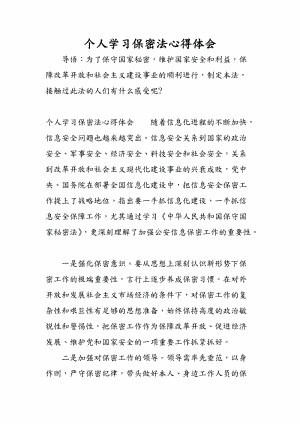 个人学习保密法心得体会
导语:为了保守国家秘密,维护国家安全和利益,保
障改革开放和社会主义建设事业的顺利进行,制定本法。
接触过此法的人们有什么感受呢?
个人学习保密法心得体会 随着信息化进程的不断加快,
信息安全问题也越来越突出。信息安全关系到国家的政治
安全、军事安全、经济安全、科技安全和社会安全,关系
到改革开放和社会主义现代化建设事业的兴衰成败,党中
央、国务院在部署全国信息化建设中,把信息安全保密工
作提上了战略地位。指出要一手抓信息化建设,一手抓信
息安全保障工作。尤其通过学习《中华人民共和国保守国
家秘密法》,更深刻理解了加强公安信息保密工作的重要性。
一是强化保密意识。要从思想上深刻认识新形势下保
密工作的极端重要性,言行上逐步养成保密习惯。在对外
开放和发展社会主义市场经济的条件下,对保密工作的复
杂性和艰巨性有足够的思想准备,始终保持高度的政治敏
锐性和警惕性,把保密工作作为保障改革开放、促进经济
发展、维护党和国家安全的一项重要工作抓紧抓好。
二是加强对保密工作的领导。领导需率先垂范,以身
作则,严守保密纪律,带头做好本人、身边工作人员的保